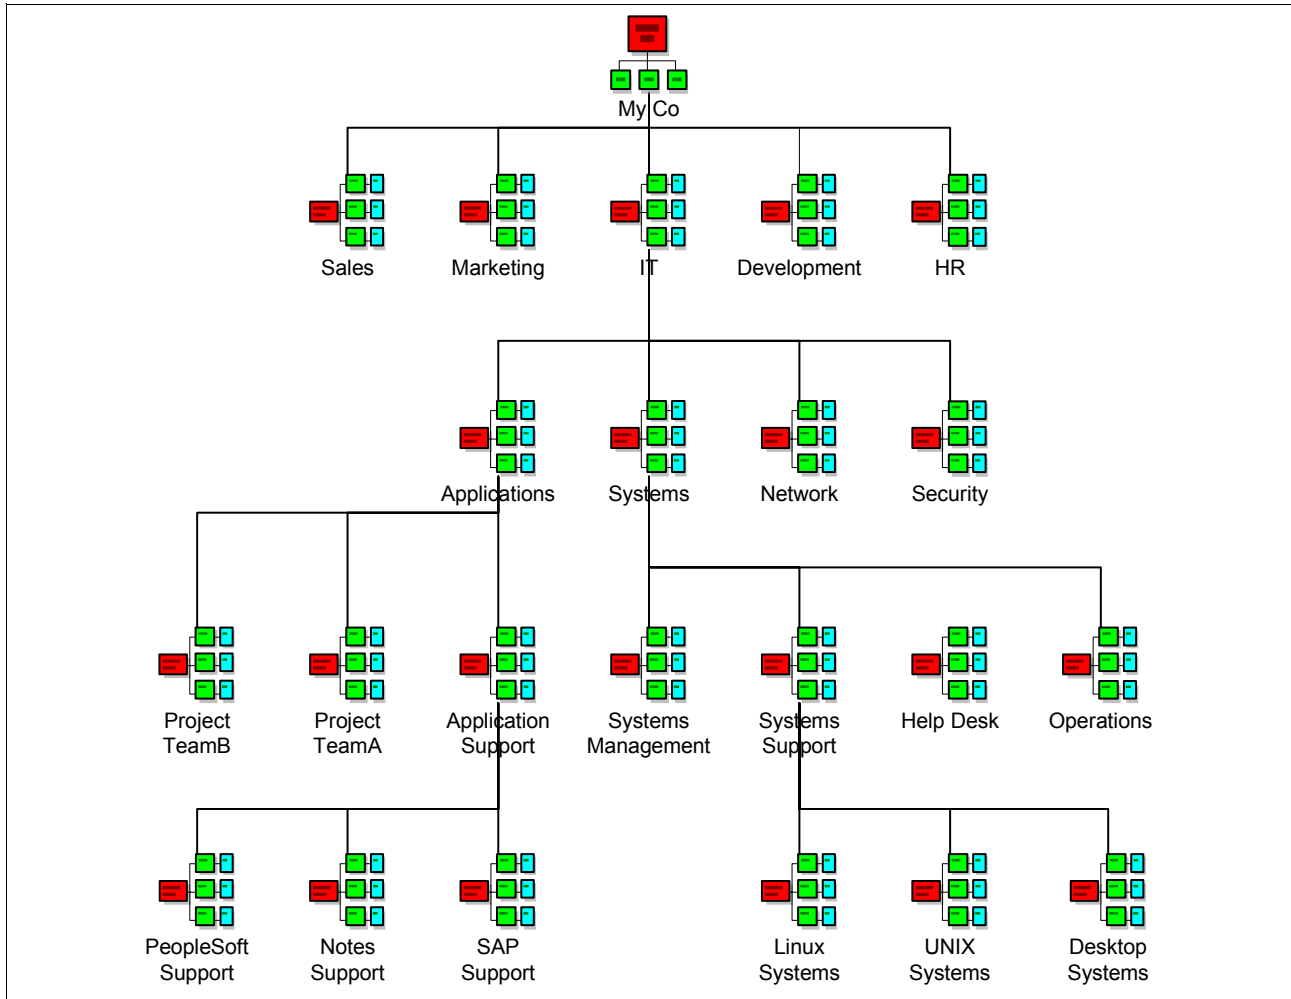 My Co
Sales
Marketing
IT
Development
HR
Applications
Systems
Network
Security
Project
TeamB
Project
TeamA
Application
Support
Systems
Management
Systems
Support
Help Desk
Operations
PeopleSoft
Support
Notes
Support
SAP
Support
Linux
Systems
UNIX
Systems
Desktop
Systems